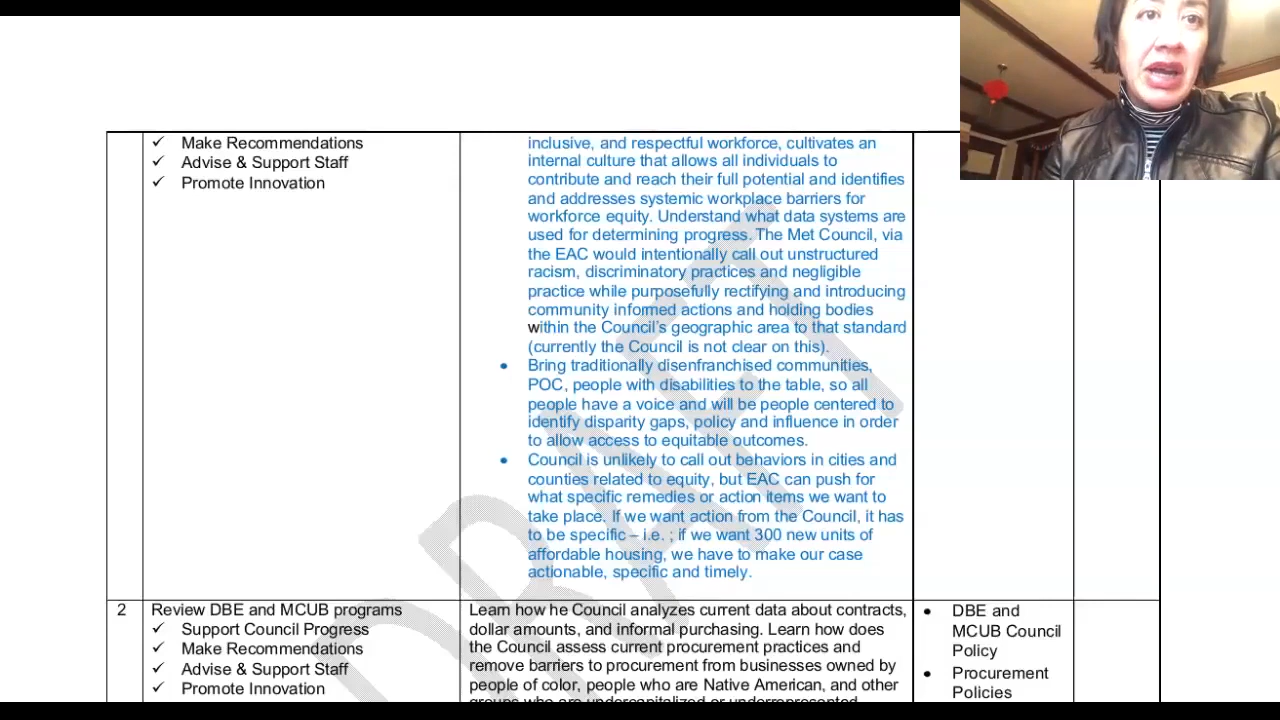 ✓ Make Recommendations
✓ Advise & Support Staff
✓ Promote Innovation
inclusive, and respectful workforce, cultivates an
internal culture that allows all individuals to
contribute and reach their full potential and identifies
and addresses systemic workplace barriers for
workforce equity. Understand what data systems are
used for determining progress. The Met Council, via
the EAC would intentionally call out unstructured
racism, discriminatory practices and negligible
practice while purposefully rectifying and introducing
community informed actions and holding bodies
within the Council's geographic area to that standard
(currently the Council is not clear on this).
• Bring traditionally disenfranchised communities,
POC, people with disabilities to the table, so all
people have a voice and will be people centered to
identify disparity gaps, policy and influence in order
to allow access to equitable outcomes.
• Council is unlikely to call out behaviors in cities and
counties related to equity, but EAC can push for
what specific remedies or action items we want to
take place. If we want action from the Council, it has
to be specific – i.e. ; if we want 300 new units of
affordable housing, we have to make our case
actionable, specific and timely.
2
Review DBE and MCUB programs
✓ Support Council Progress
✓ Make Recommendations
✓ Advise & Support Staff
✓ Promote Innovation
Learn how he Council analyzes current data about contracts,
dollar amounts, and informal purchasing. Learn how does
the Council assess current procurement practices and
remove barriers to procurement from businesses owned by
people of color, people who are Native American, and other
groups who are undercapitalized or underrepresented
• DBE and
MCUB Council
Policy
• Procurement
Policies
DRAFT